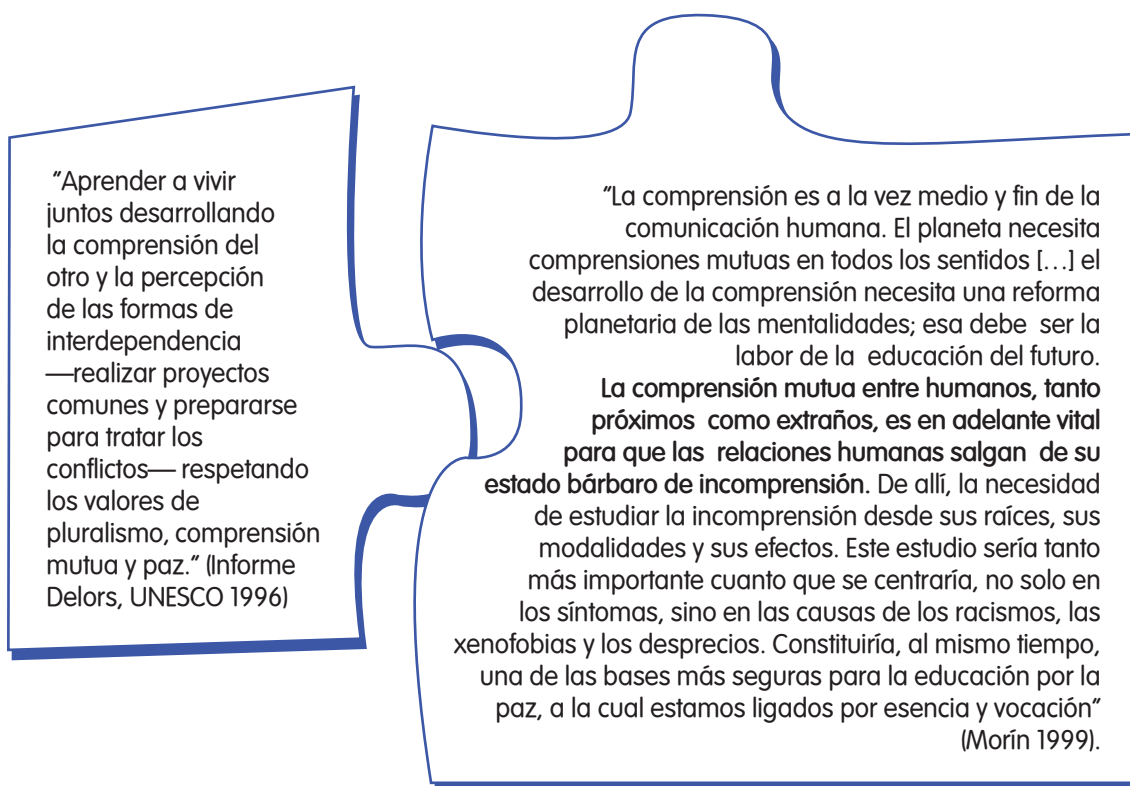 "Aprender a vivir
juntos desarrollando
la comprensión del
otro y la percepción
de las formas de
interdependencia
—realizar proyectos
comunes y prepararse
para tratar los
conflictos— respetando
los valores de
pluralismo, comprensión
mutua y paz." (Informe
Delors, UNESCO 1996)
"La comprensión es a la vez medio y fin de la
comunicación humana. El planeta necesita
comprensiones mutuas en todos los sentidos [...] el
desarrollo de la comprensión necesita una reforma
planetaria de las mentalidades; esa debe ser la
labor de la educación del futuro.
La comprensión mutua entre humanos, tanto
próximos como extraños, es en adelante vital
para que las relaciones humanas salgan de su
estado bárbaro de incomprensión. De allí, la necesidad
de estudiar la incomprensión desde sus raíces, sus
modalidades y sus efectos. Este estudio sería tanto
más importante cuanto que se centraría, no solo en
los síntomas, sino en las causas de los racismos, las
xenofobias y los desprecios. Constituiría, al mismo tiempo,
una de las bases más seguras para la educación por la
paz, a la cual estamos ligados por esencia y vocación"
(Morín 1999).